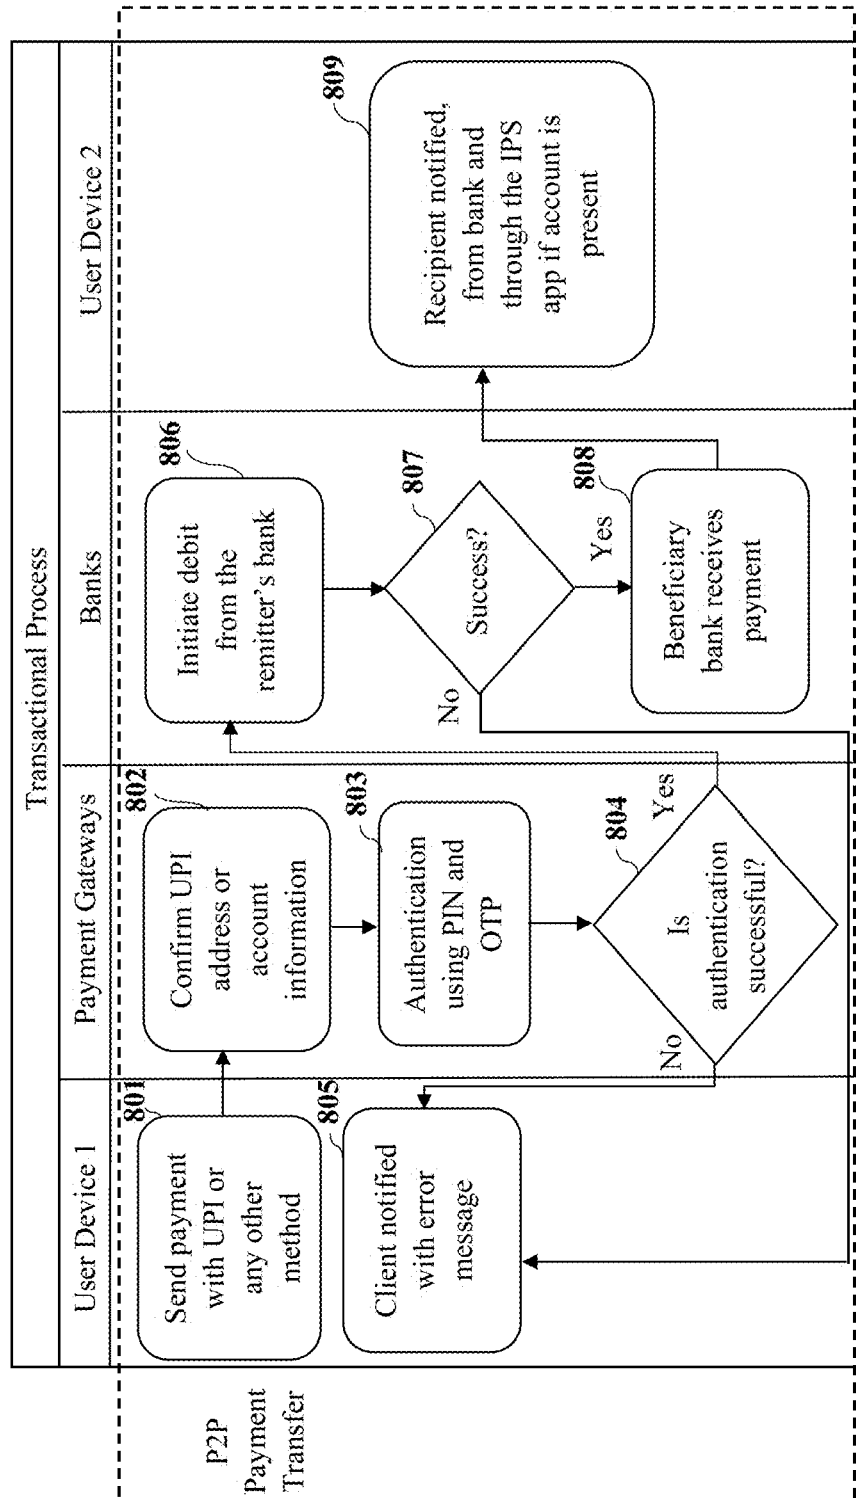 Transactional Process
User Device 1
Payment Gateways
Banks
User Device 2
P2P
Payment
Transfer
801
Send payment
with UPI or
any other
method
802
Confirm UPI
address or
account
information
803
Authentication
using PIN and
OTP
804
Is
authentication
successful?
No
Yes
805
Client notified
with error
message
806
Initiate debit
from the
remitter's bank
807
Success?
No
Yes
808
Beneficiary
bank receives
payment
809
Recipient notified,
from bank and
through the IPS
app if account is
present